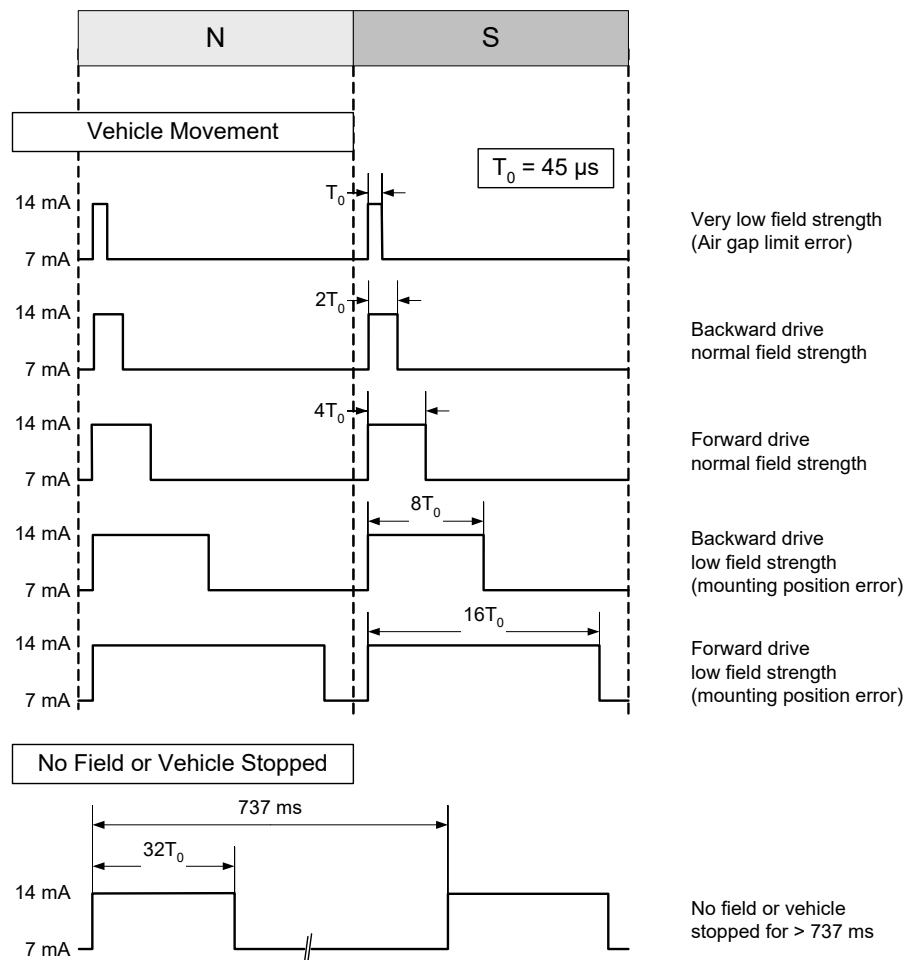 N
S
Vehicle Movement
T₀ = 45 µs
T₀
14 mA
7 mA
Very low field strength
(Air gap limit error)
2T₀
14 mA
7 mA
Backward drive
normal field strength
4T₀
14 mA
7 mA
Forward drive
normal field strength
8T₀
14 mA
7 mA
Backward drive
low field strength
(mounting position error)
16T₀
14 mA
7 mA
Forward drive
low field strength
(mounting position error)
No Field or Vehicle Stopped
737 ms
32T₀
14 mA
7 mA
No field or vehicle
stopped for > 737 ms